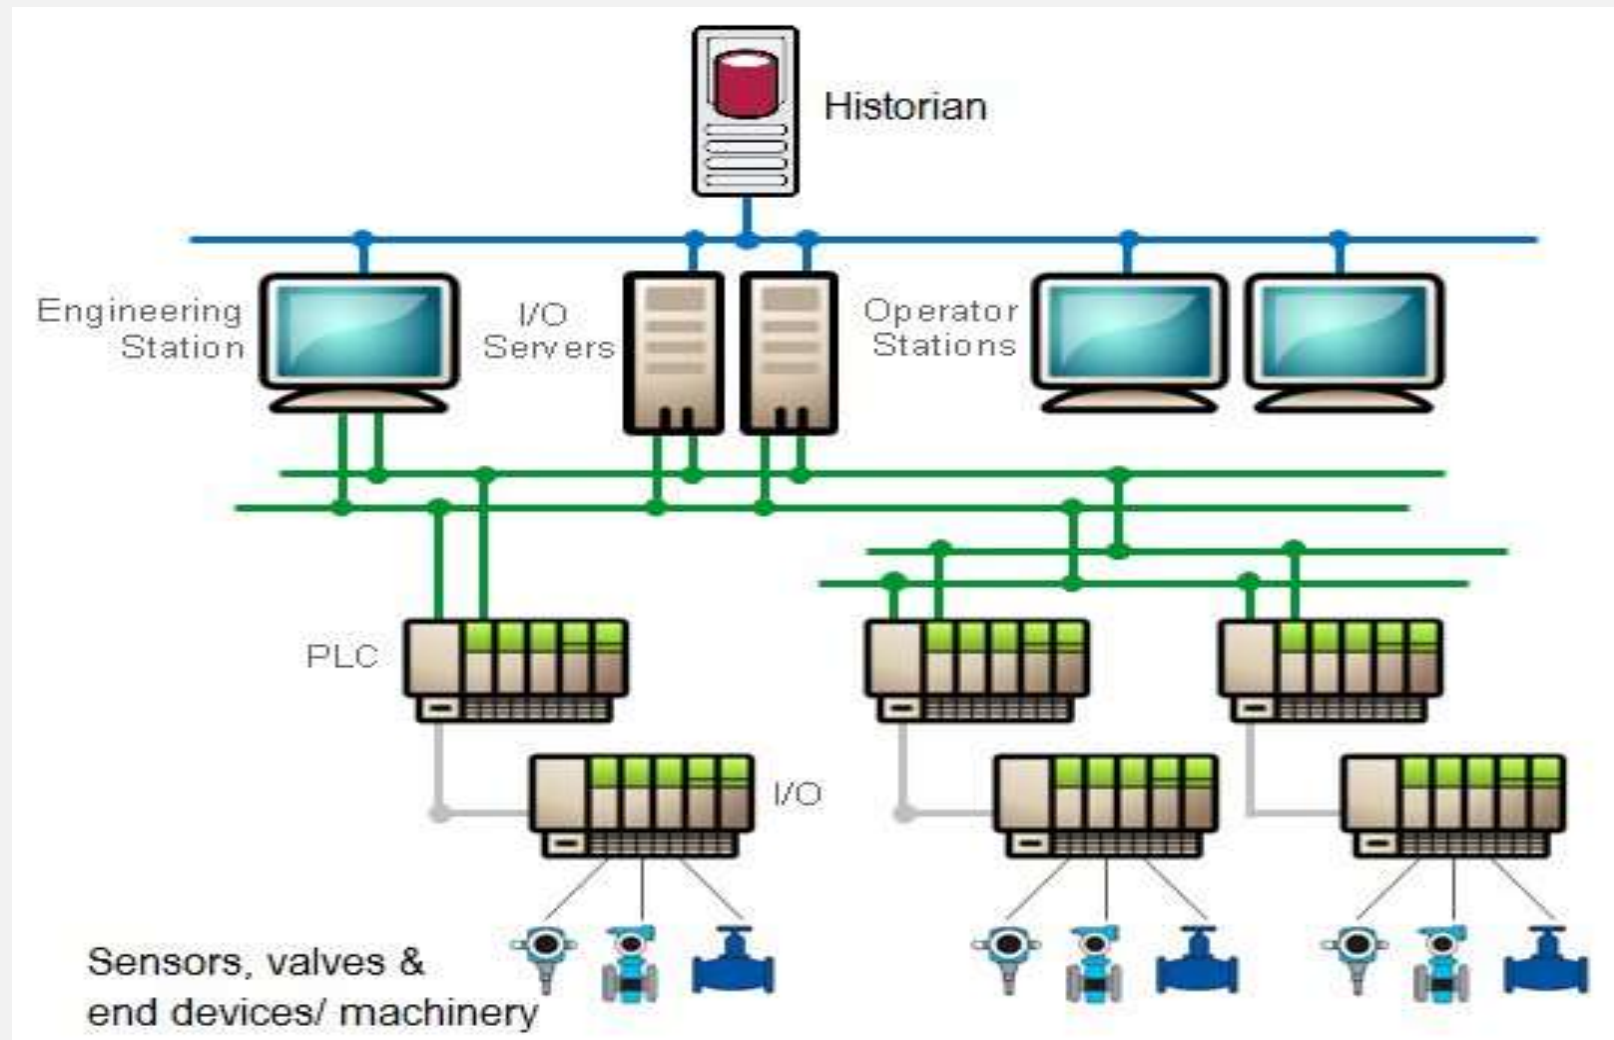 Historian
Engineering
Station
I/O
Servers
Operator
Stations
PLC
I/O
Sensors, valves &
end devices/ machinery